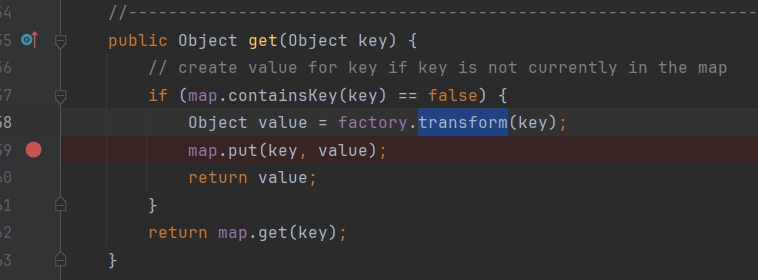 54 //----------------------------------------------------------------
55 public Object get(Object key) {
56 // create value for key if key is not currently in the map
57 if (map.containsKey(key) == false) {
58 Object value = factory.transform(key);
59 map.put(key, value);
60 return value;
61 }
62 return map.get(key);
63 }